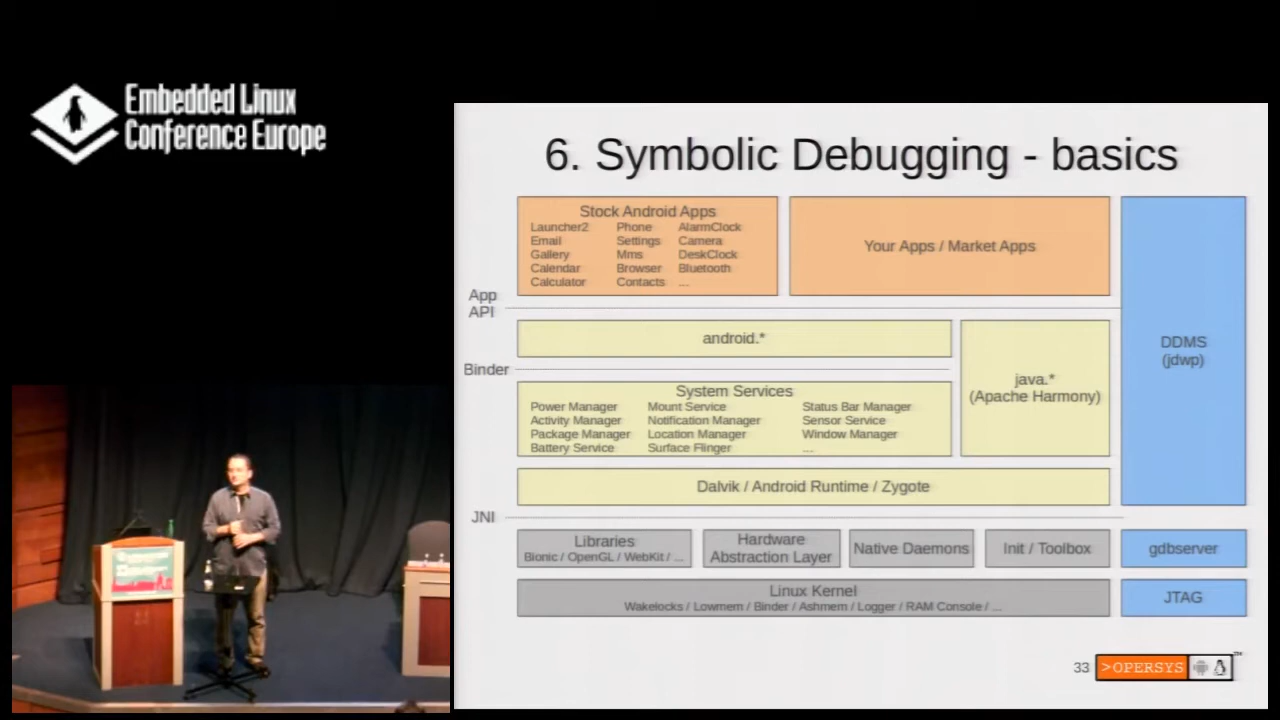 Embedded Linux
Conference Europe
6. Symbolic Debugging - basics
Stock Android Apps
Launcher2 Phone AlarmClock
Email Settings Camera
Gallery Mms DeskClock
Calendar Browser Bluetooth
Calculator Contacts ...
Your Apps / Market Apps
App
API
android.*
Binder
System Services
Power Manager Mount Service Status Bar Manager
Activity Manager Notification Manager Sensor Service
Package Manager Location Manager Window Manager
Battery Service Surface Flinger ...
java.*
(Apache Harmony)
DDMS
(jdwp)
Dalvik / Android Runtime / Zygote
JNI
Libraries
Bionic / OpenGL / WebKit / ...
Hardware
Abstraction Layer
Native Daemons
Init / Toolbox
gdbserver
Linux Kernel
Wakelocks / Lowmem / Binder / Ashmem / Logger / RAM Console / ...
JTAG
33
>OPERSYS
TM